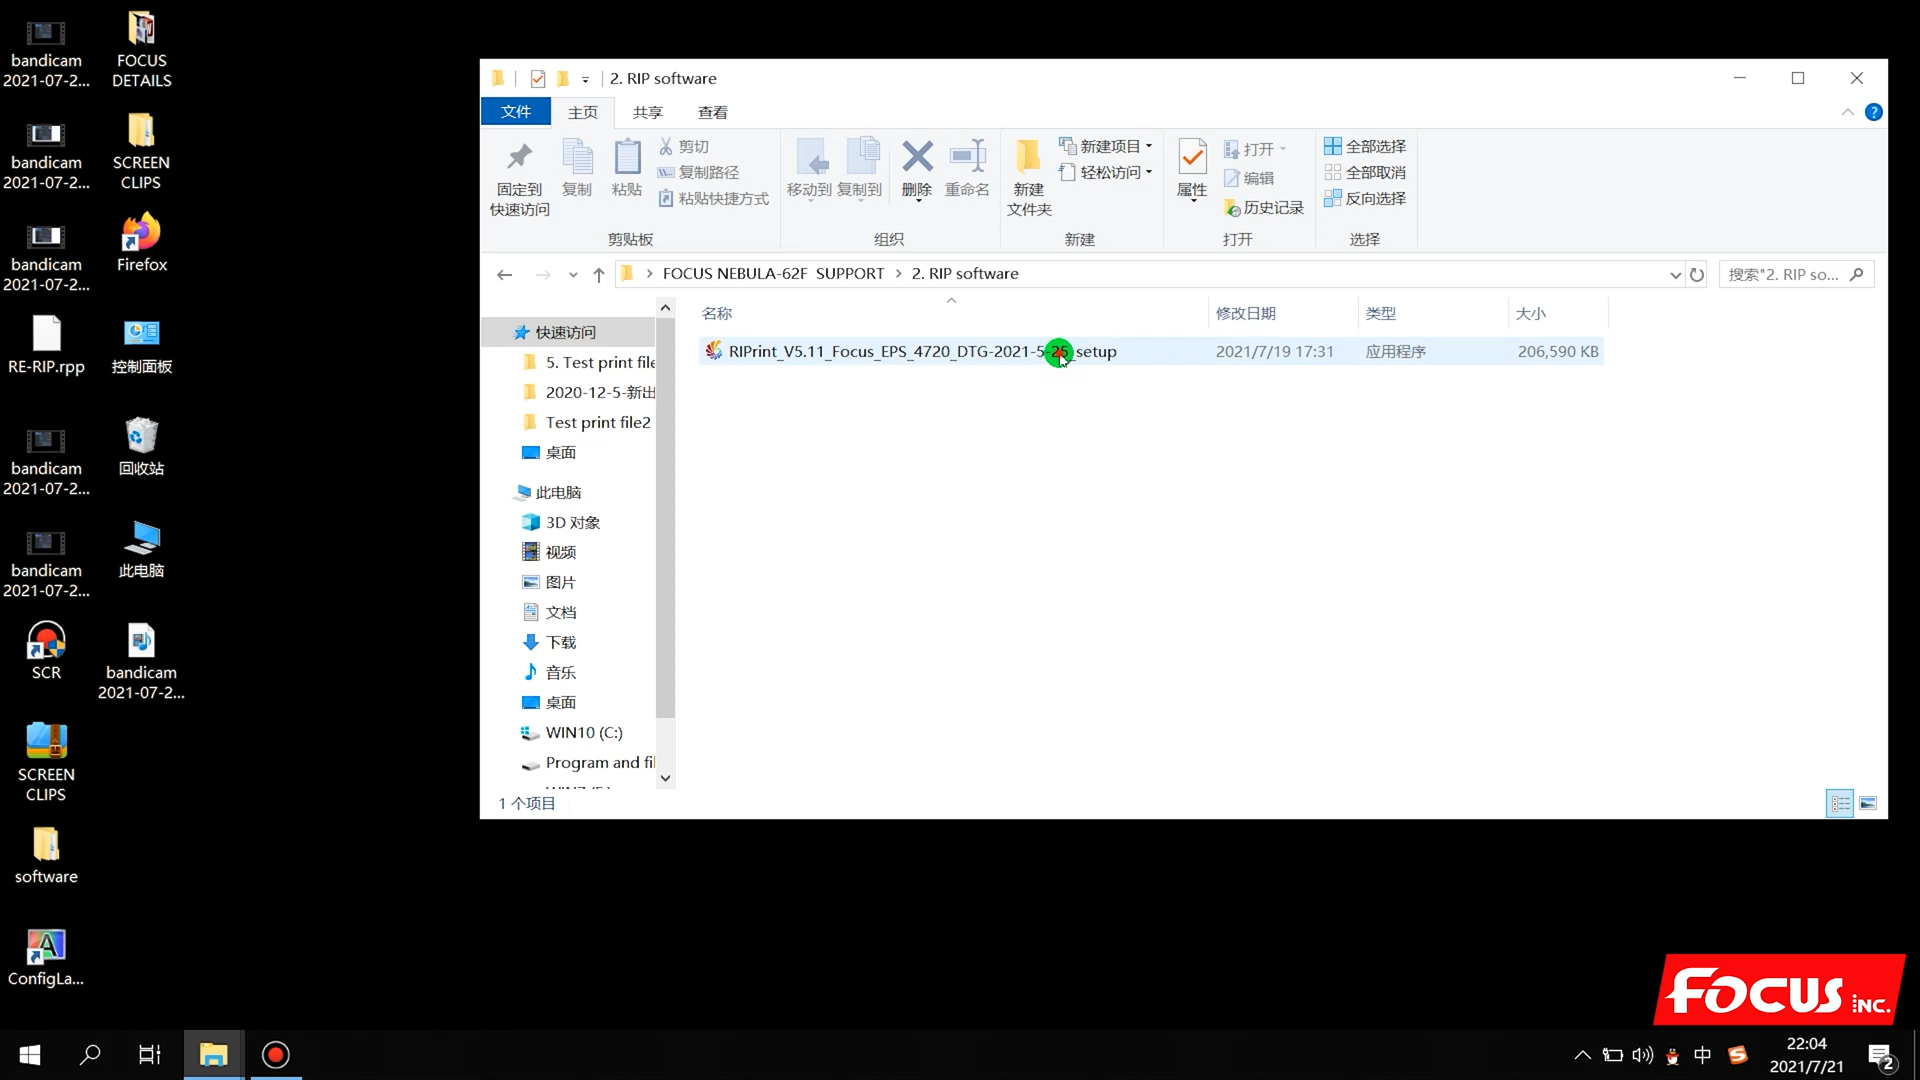 bandicam
2021-07-2...
FOCUS
DETAILS
bandicam
2021-07-2...
SCREEN
CLIPS
bandicam
2021-07-2...
Firefox
RE-RIP.rpp
控制面板
bandicam
2021-07-2...
回收站
bandicam
2021-07-2...
此电脑
SCR
bandicam
2021-07-2...
SCREEN
CLIPS
software
ConfigLa...
2. RIP software
文件 主页 共享 查看
固定到
快速访问
复制
粘贴
剪切
复制路径
粘贴快捷方式
剪贴板
移动到 复制到 删除 重命名
组织
新建
文件夹
新建项目
轻松访问
新建
属性
打开
编辑
历史记录
打开
全部选择
全部取消
反向选择
选择
FOCUS NEBULA-62F SUPPORT > 2. RIP software
搜索"2. RIP so...
名称 修改日期 类型 大小
RIPrint_V5.11_Focus_EPS_4720_DTG-2021-5-25_setup 2021/7/19 17:31 应用程序 206,590 KB
快速访问
5. Test print file
2020-12-5-新出
Test print file2
桌面
此电脑
3D 对象
视频
图片
文档
下载
音乐
桌面
WIN10 (C:)
Program and fil
1 个项目
Focus INC.
中
22:04
2021/7/21
2